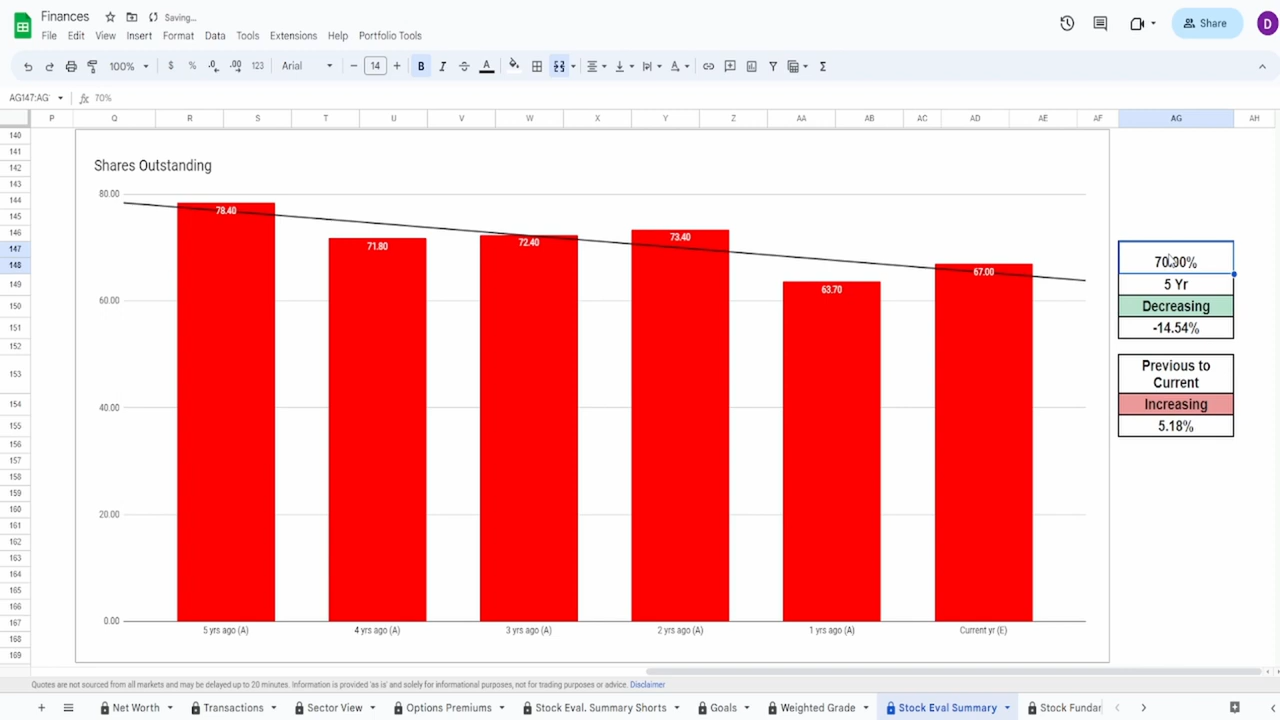 Finances Saving...
File Edit View Insert Format Data Tools Extensions Help Portfolio Tools
Share D
100% $ % .0 .00 123 Arial − 14 + B I A Σ
AG147:AG 70%
P Q R S T U V W X Y Z AA AB AC AD AE AF AG AH
140
141
142
143
144
145
146
147
148
149
150
151
152
153
154
155
156
157
158
159
160
161
162
163
164
165
166
167
168
169
Shares Outstanding
80.00
60.00
40.00
20.00
0.00
78.40
71.80
72.40
73.40
63.70
67.00
5 yrs ago (A) 4 yrs ago (A) 3 yrs ago (A) 2 yrs ago (A) 1 yrs ago (A) Current yr (E)
70.00%
5 Yr
Decreasing
-14.54%
Previous to
Current
Increasing
5.18%
Quotes are not sourced from all markets and may be delayed up to 20 minutes. Information is provided 'as is' and solely for informational purposes, not for trading purposes or advice. Disclaimer
+ Net Worth Transactions Sector View Options Premiums Stock Eval. Summary Shorts Goals Weighted Grade Stock Eval Summary Stock Fundar